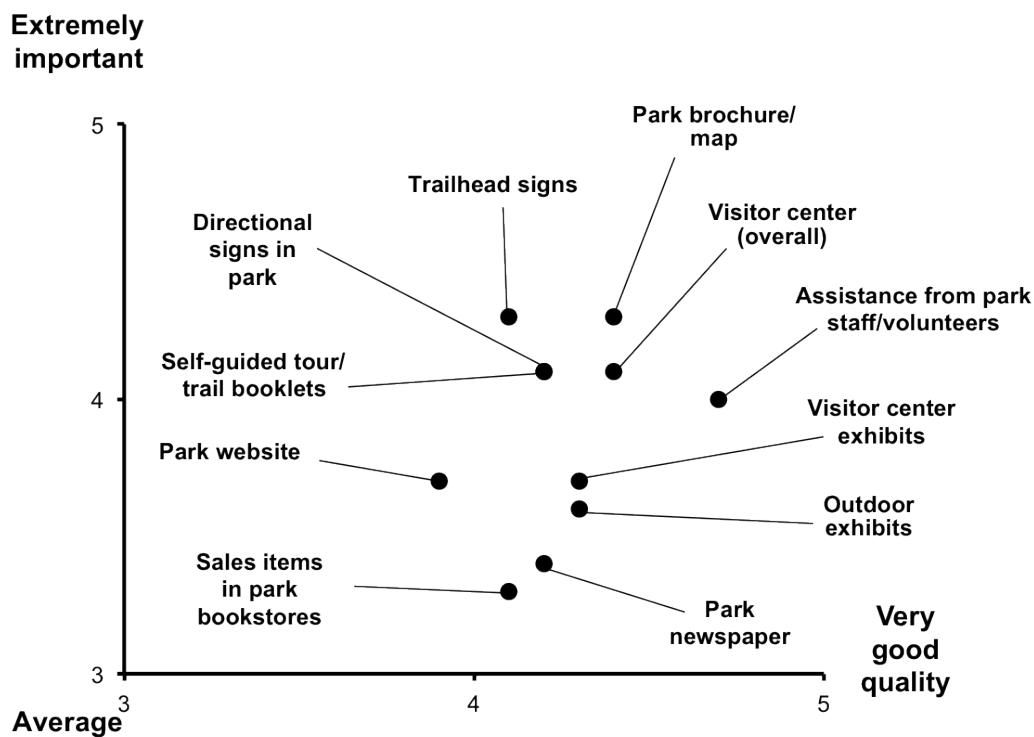 Extremely
important
5
Park brochure/
map
Trailhead signs
Visitor center
(overall)
Directional
signs in
park
Assistance from park
staff/volunteers
Self-guided tour/
trail booklets
4
Visitor center
exhibits
Park website
Outdoor
exhibits
Sales items
in park
bookstores
Park
newspaper
Very
good
quality
3
3
4
5
Average